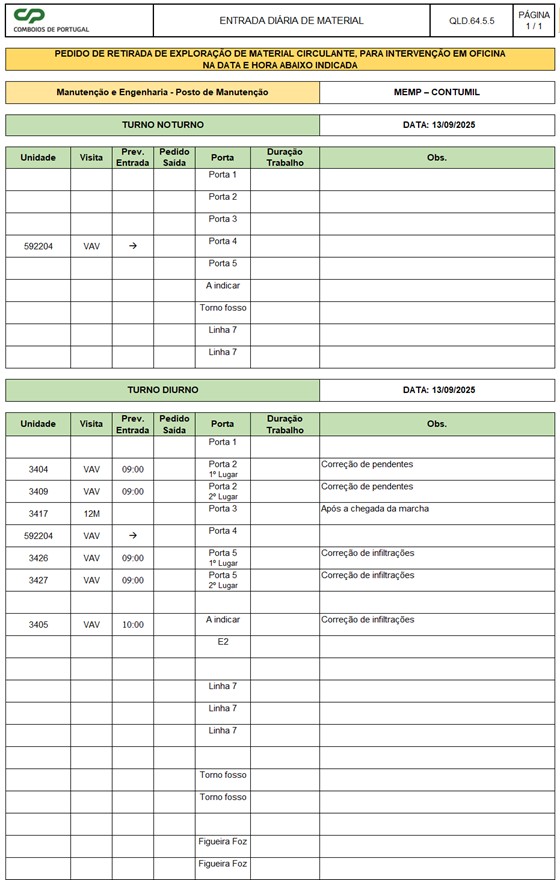 CP
COMBOIOS DE PORTUGAL
ENTRADA DIÁRIA DE MATERIAL
QLD.64.5.5
PÁGINA
1 / 1
PEDIDO DE RETIRADA DE EXPLORAÇÃO DE MATERIAL CIRCULANTE, PARA INTERVENÇÃO EM OFICINA
NA DATA E HORA ABAIXO INDICADA
Manutenção e Engenharia - Posto de Manutenção
MEMP – CONTUMIL
TURNO NOTURNO
DATA: 13/09/2025
Unidade Visita Prev. Entrada Pedido Saída Porta Duração Trabalho Obs.
Porta 1
Porta 2
Porta 3
592204 VAV → Porta 4
Porta 5
A indicar
Torno fosso
Linha 7
Linha 7
TURNO DIURNO
DATA: 13/09/2025
Unidade Visita Prev. Entrada Pedido Saída Porta Duração Trabalho Obs.
Porta 1
3404 VAV 09:00 Porta 2 1º Lugar Correção de pendentes
3409 VAV 09:00 Porta 2 2º Lugar Correção de pendentes
3417 12M Porta 3 Após a chegada da marcha
592204 VAV → Porta 4
3426 VAV 09:00 Porta 5 1º Lugar Correção de infiltrações
3427 VAV 09:00 Porta 5 2º Lugar Correção de infiltrações
3405 VAV 10:00 A indicar Correção de infiltrações
E2
Linha 7
Linha 7
Linha 7
Torno fosso
Torno fosso
Figueira Foz
Figueira Foz